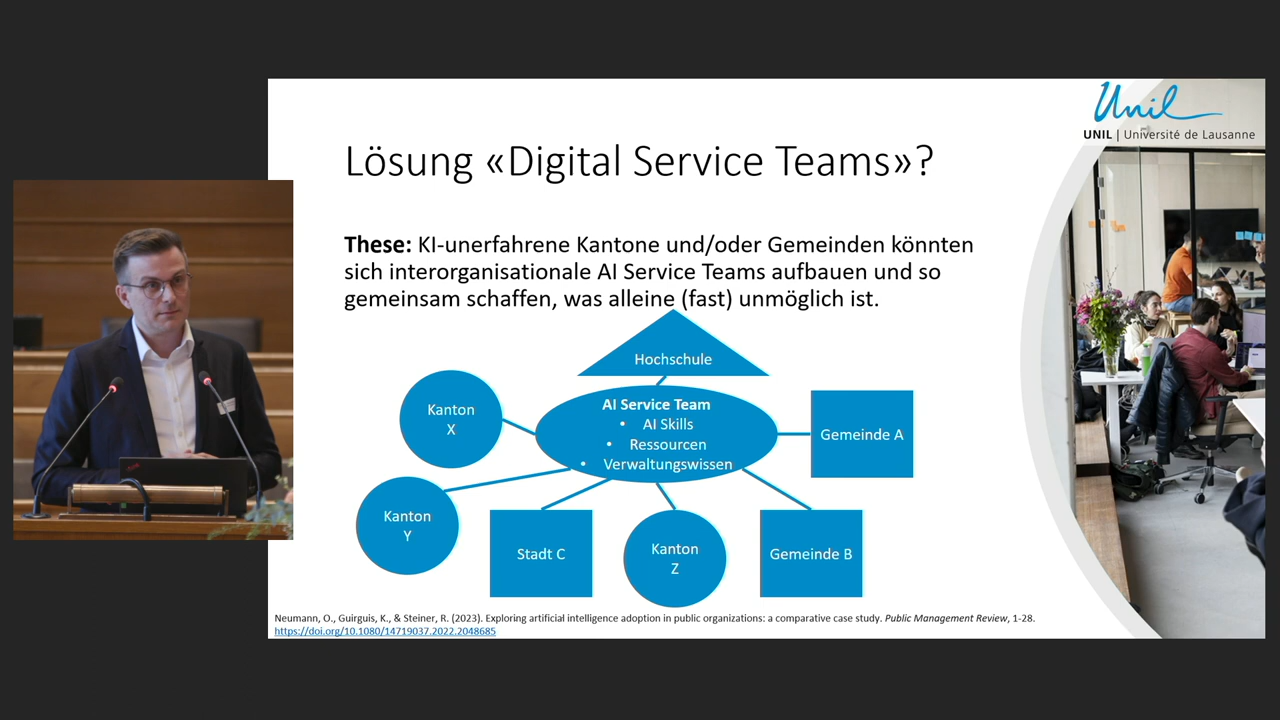 Unil
UNIL | Université de Lausanne
Lösung «Digital Service Teams»?
These: KI-unerfahrene Kantone und/oder Gemeinden könnten
sich interorganisationale AI Service Teams aufbauen und so
gemeinsam schaffen, was alleine (fast) unmöglich ist.
Hochschule
AI Service Team
• AI Skills
• Ressourcen
• Verwaltungswissen
Kanton
X
Gemeinde A
Kanton
Y
Stadt C
Kanton
Z
Gemeinde B
Neumann, O., Guirguis, K., & Steiner, R. (2023). Exploring artificial intelligence adoption in public organizations: a comparative case study. Public Management Review, 1-28.
https://doi.org/10.1080/14719037.2022.2048685